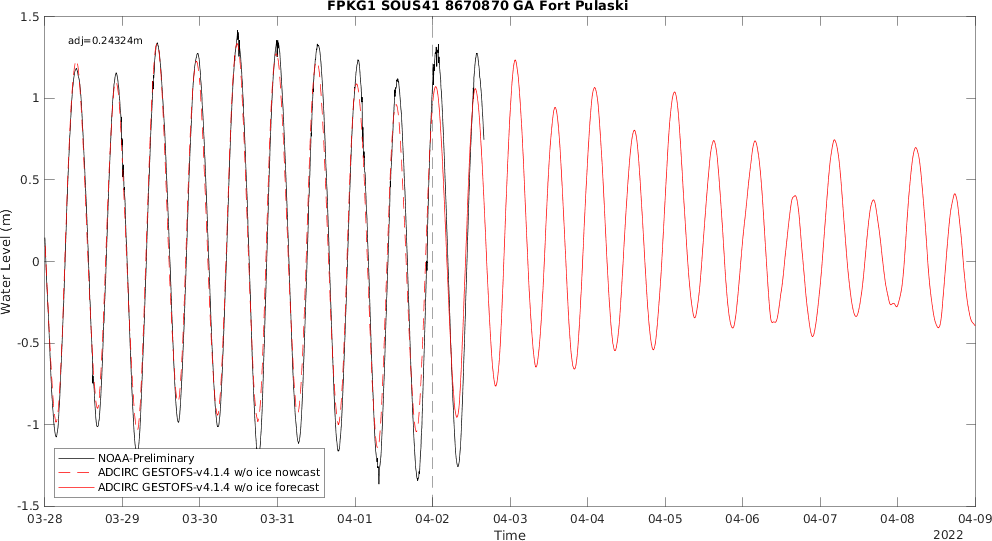 FPKG1 SOUS41 8670870 GA Fort Pulaski
adj=0.24324m
1.5
1
0.5
0
-0.5
-1
-1.5
Water Level (m)
NOAA-Preliminary
ADCIRC GESTOFS-v4.1.4 w/o ice nowcast
ADCIRC GESTOFS-v4.1.4 w/o ice forecast
03-28 03-29 03-30 03-31 04-01 04-02 04-03 04-04 04-05 04-06 04-07 04-08 04-09
Time
2022